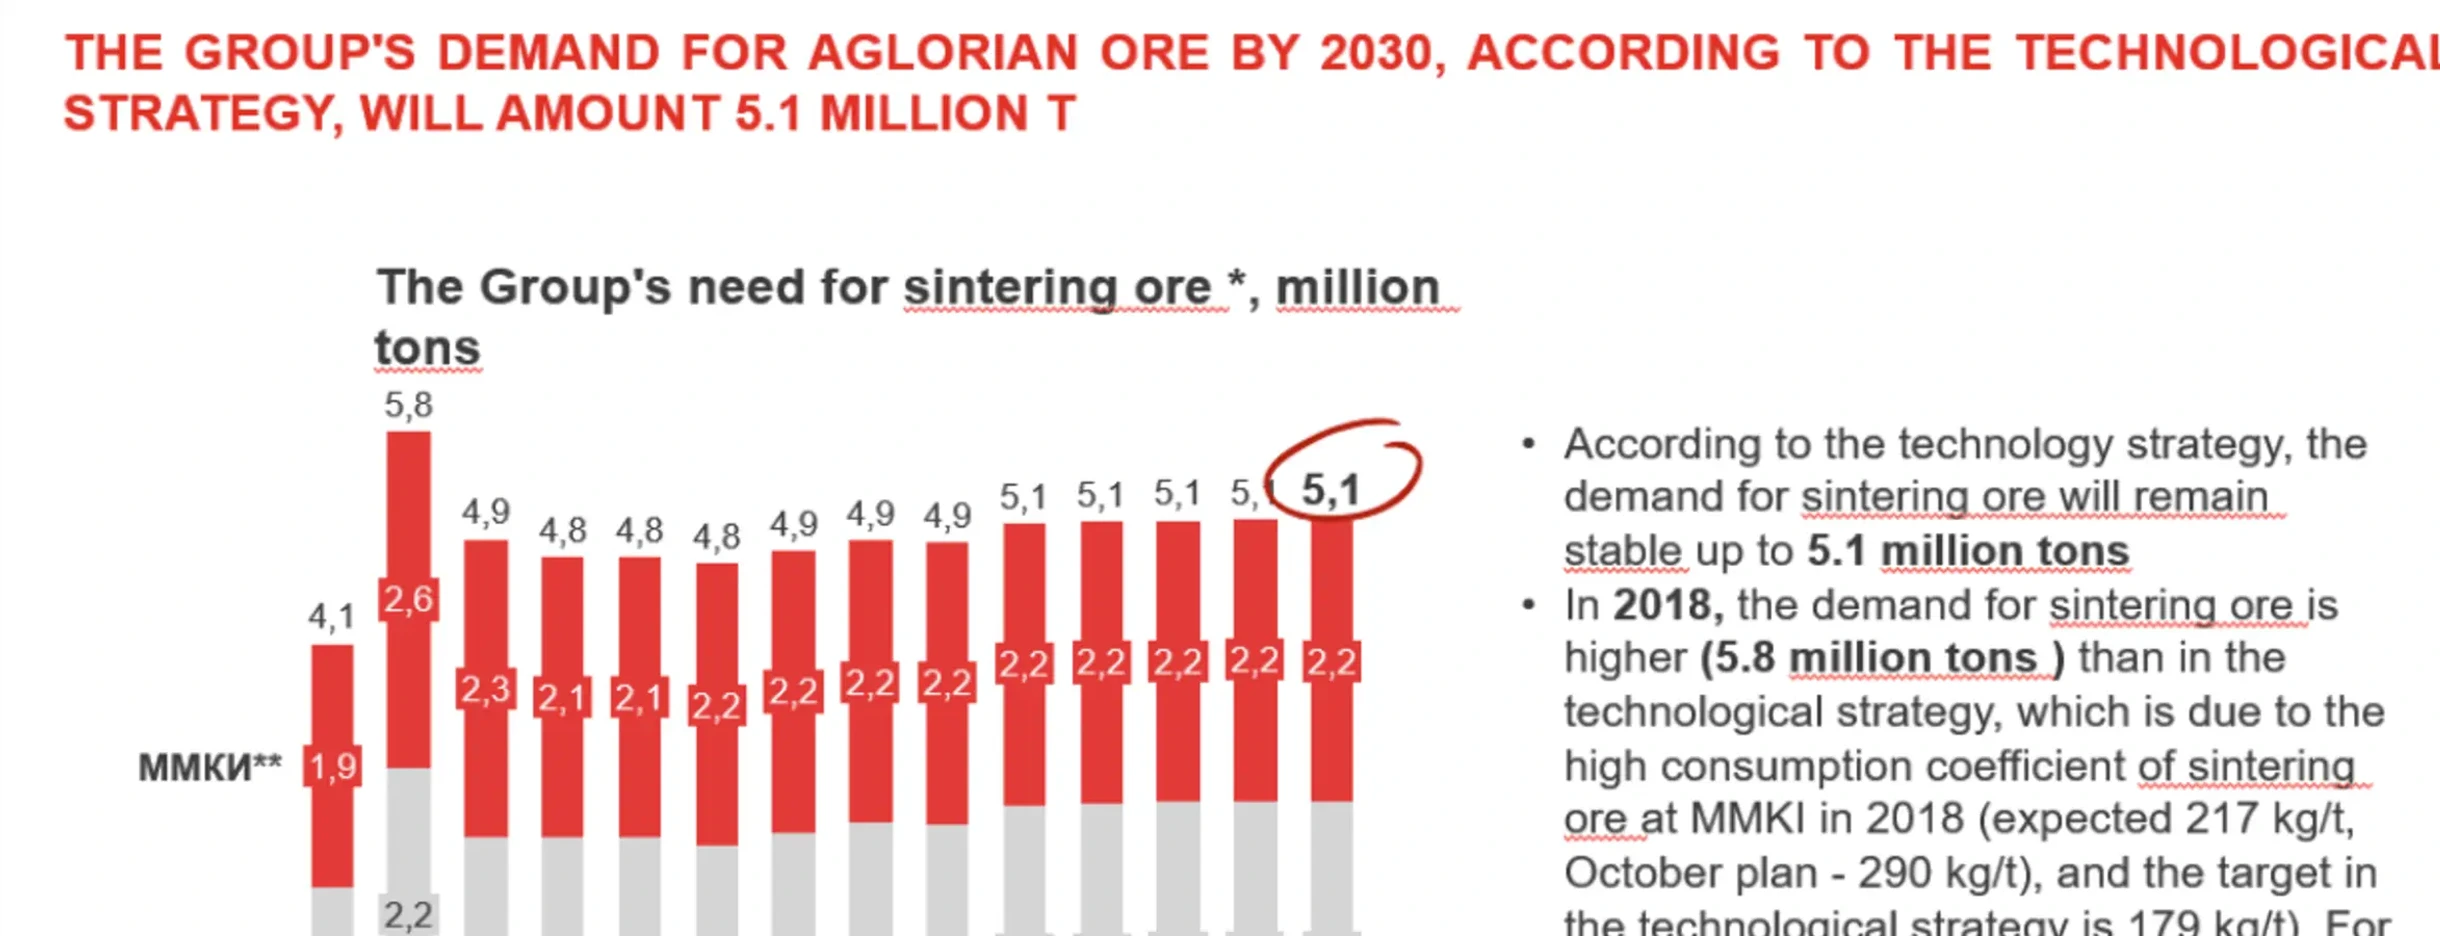 THE GROUP'S DEMAND FOR AGLORIAN ORE BY 2030, ACCORDING TO THE TECHNOLOGICAL
STRATEGY, WILL AMOUNT 5.1 MILLION T
The Group's need for sintering ore *, million
tons
5,8
4,9
4,8
4,8
4,8
4,9
4,9
4,9
5,1
5,1
5,1
5,1
5,1
4,1
2,6
2,3
2,1
2,1
2,2
2,2
2,2
2,2
2,2
2,2
2,2
2,2
2,2
ММКИ**
1,9
2,2
• According to the technology strategy, the
demand for sintering ore will remain
stable up to 5.1 million tons
• In 2018, the demand for sintering ore is
higher (5.8 million tons ) than in the
technological strategy, which is due to the
high consumption coefficient of sintering
ore at MMKI in 2018 (expected 217 kg/t,
October plan - 290 kg/t), and the target in
the technological strategy is 179 kg/t). For